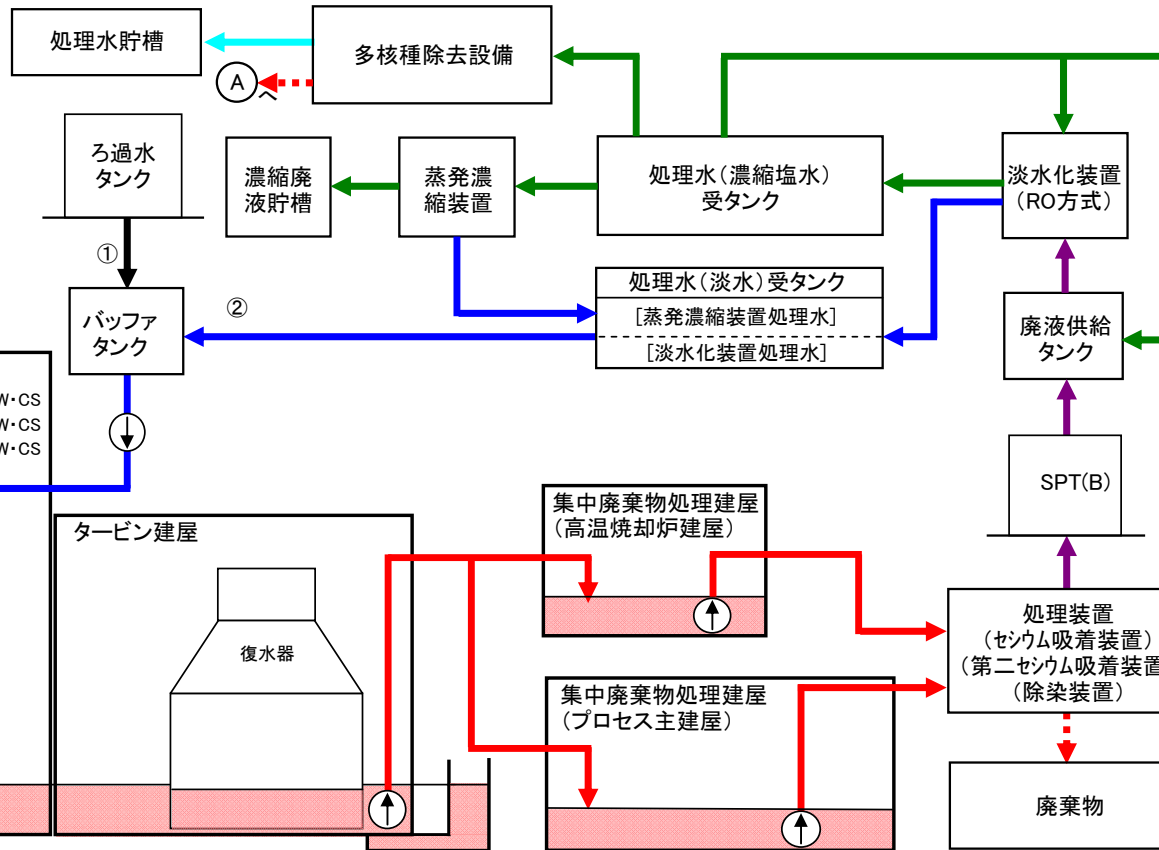 処理水貯槽
多核種除去設備
A
へ
ろ過水
タンク
濃縮廃
液貯槽
蒸発濃
縮装置
処理水(濃縮塩水)
受タンク
淡水化装置
(RO方式)
①
バッファ
タンク
②
処理水(淡水)受タンク
[蒸発濃縮装置処理水]
[淡水化装置処理水]
廃液供給
タンク
W・CS
W・CS
W・CS
SPT(B)
タービン建屋
復水器
集中廃棄物処理建屋
(高温焼却炉建屋)
集中廃棄物処理建屋
(プロセス主建屋)
処理装置
(セシウム吸着装置)
(第二セシウム吸着装置
(除染装置)
廃棄物